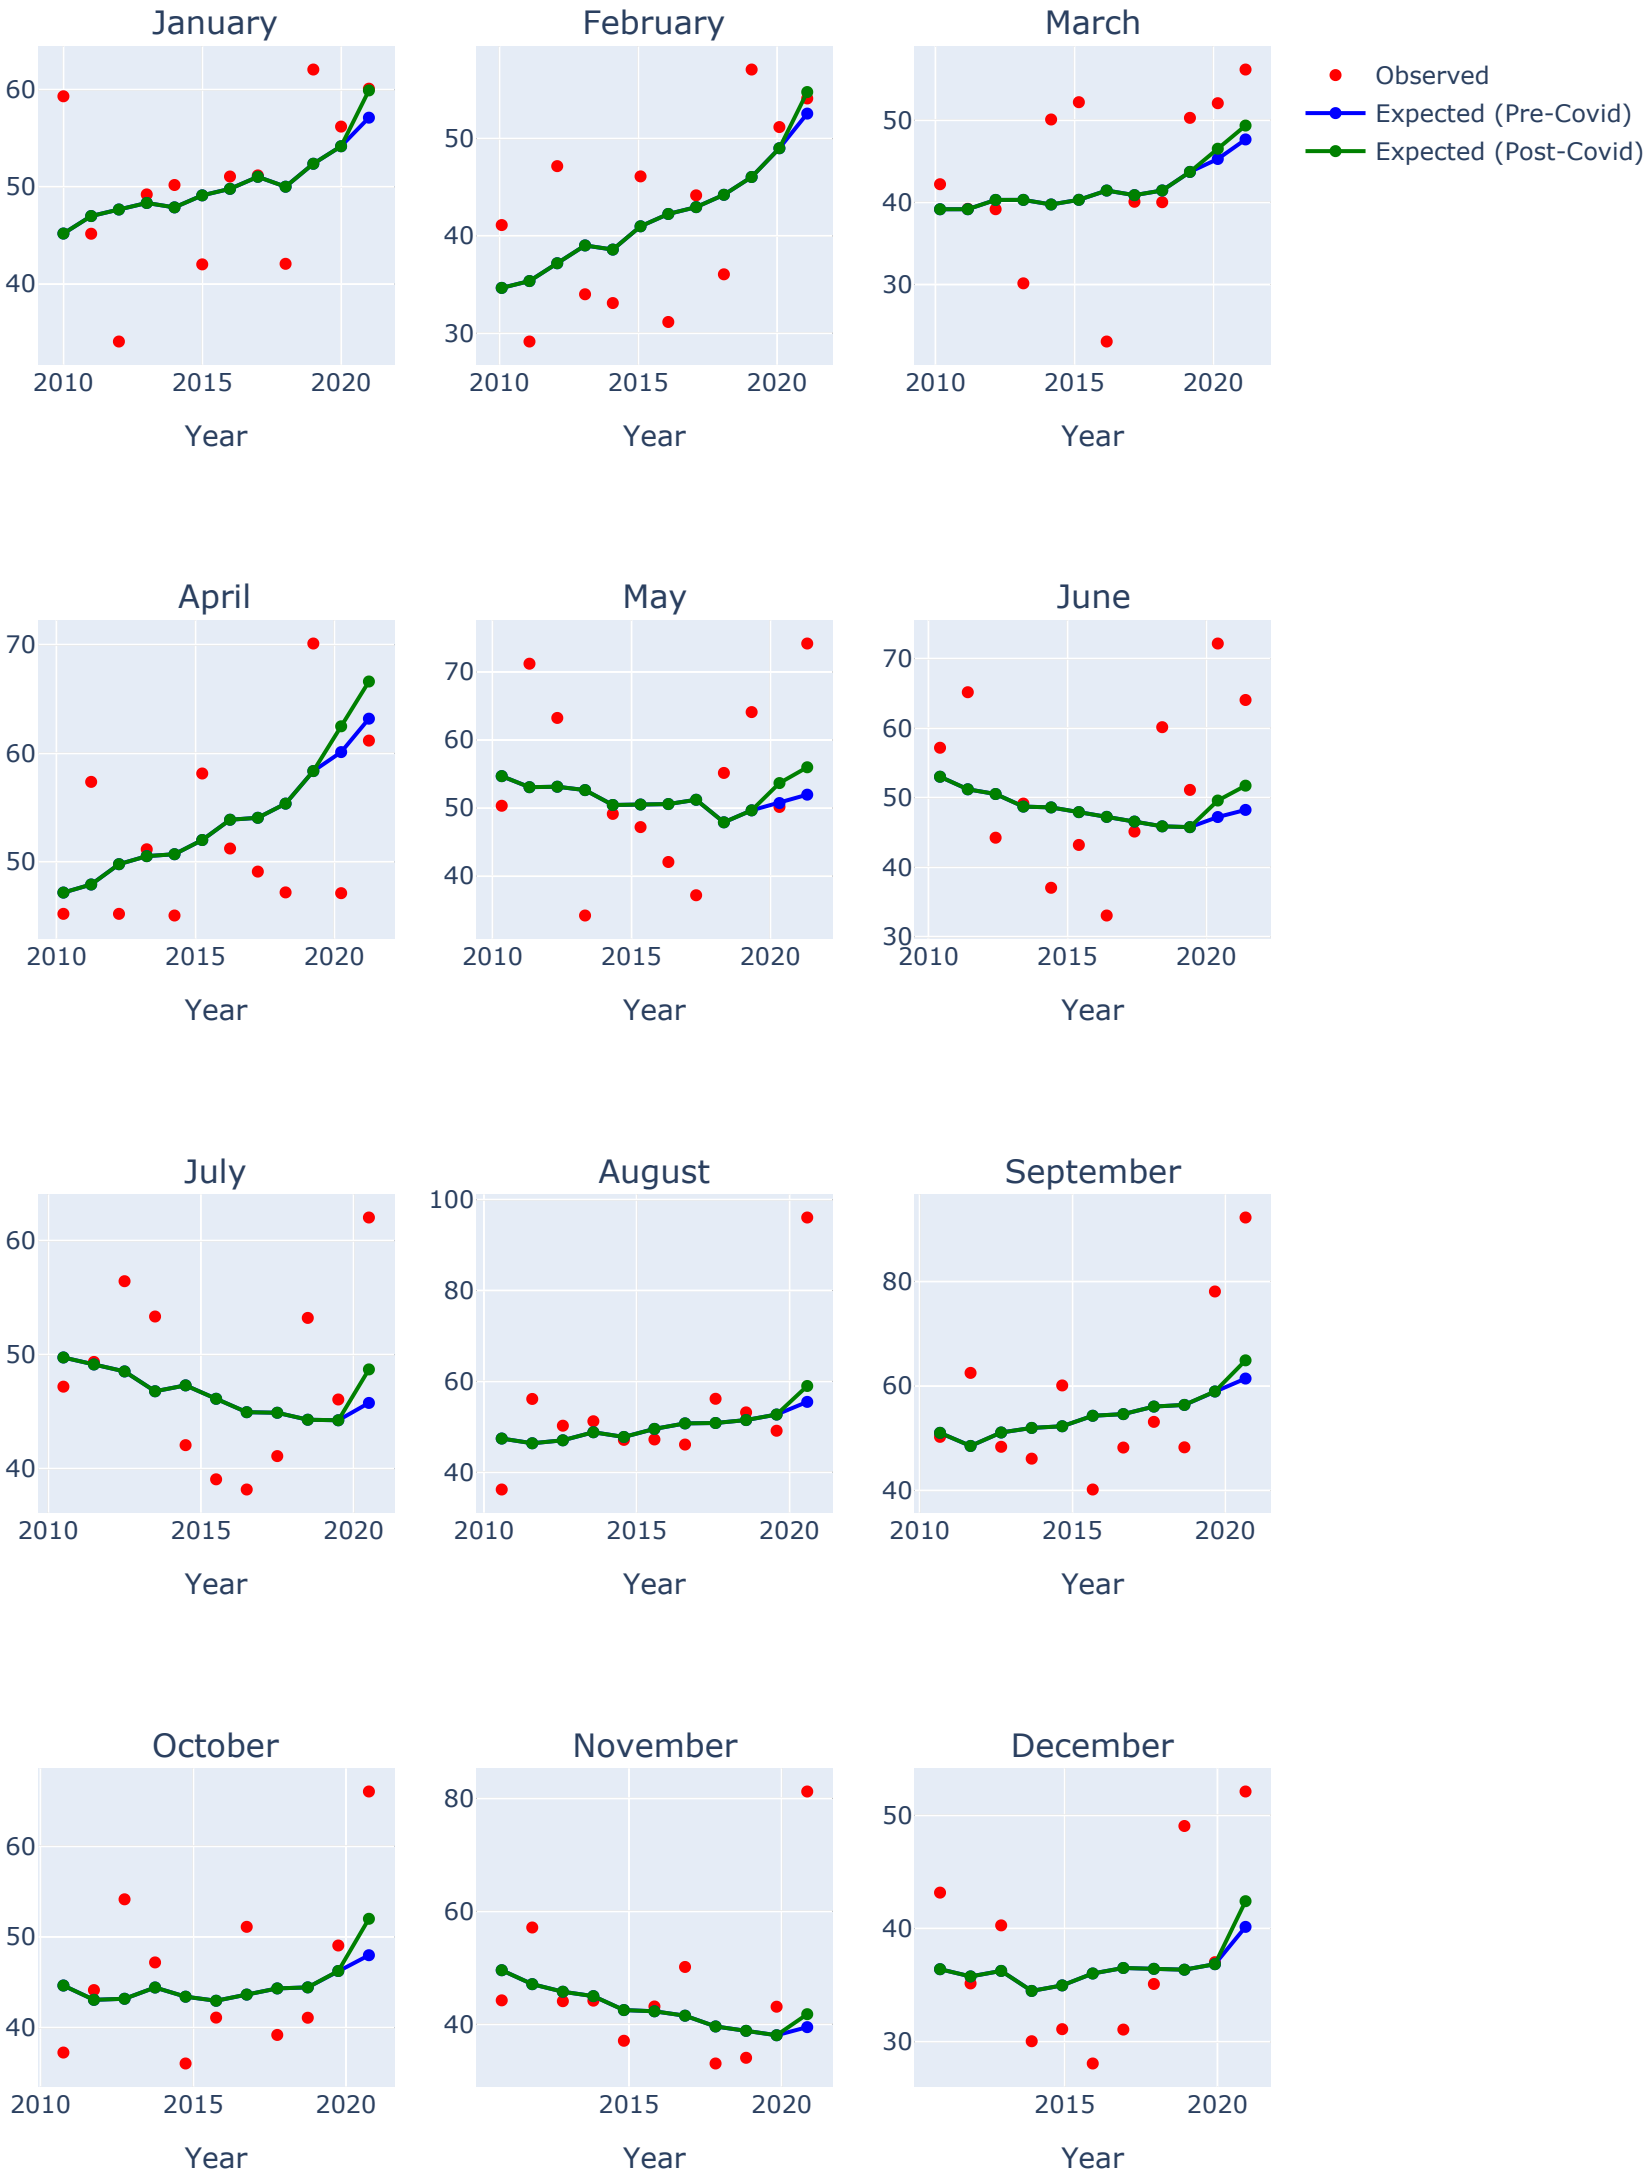 January
February
March
60
50
40
2010 2015 2020
Year
50
40
30
2010 2015 2020
Year
50
40
30
2010 2015 2020
Year
Observed
Expected (Pre-Covid)
Expected (Post-Covid)
April
May
June
70
60
50
2010 2015 2020
Year
70
60
50
40
2010 2015 2020
Year
70
60
50
40
30
2010 2015 2020
Year
July
August
September
60
50
40
2010 2015 2020
Year
100
80
60
40
2010 2015 2020
Year
80
60
40
2010 2015 2020
Year
October
November
December
60
50
40
2010 2015 2020
Year
80
60
40
2015 2020
Year
50
40
30
2015 2020
Year